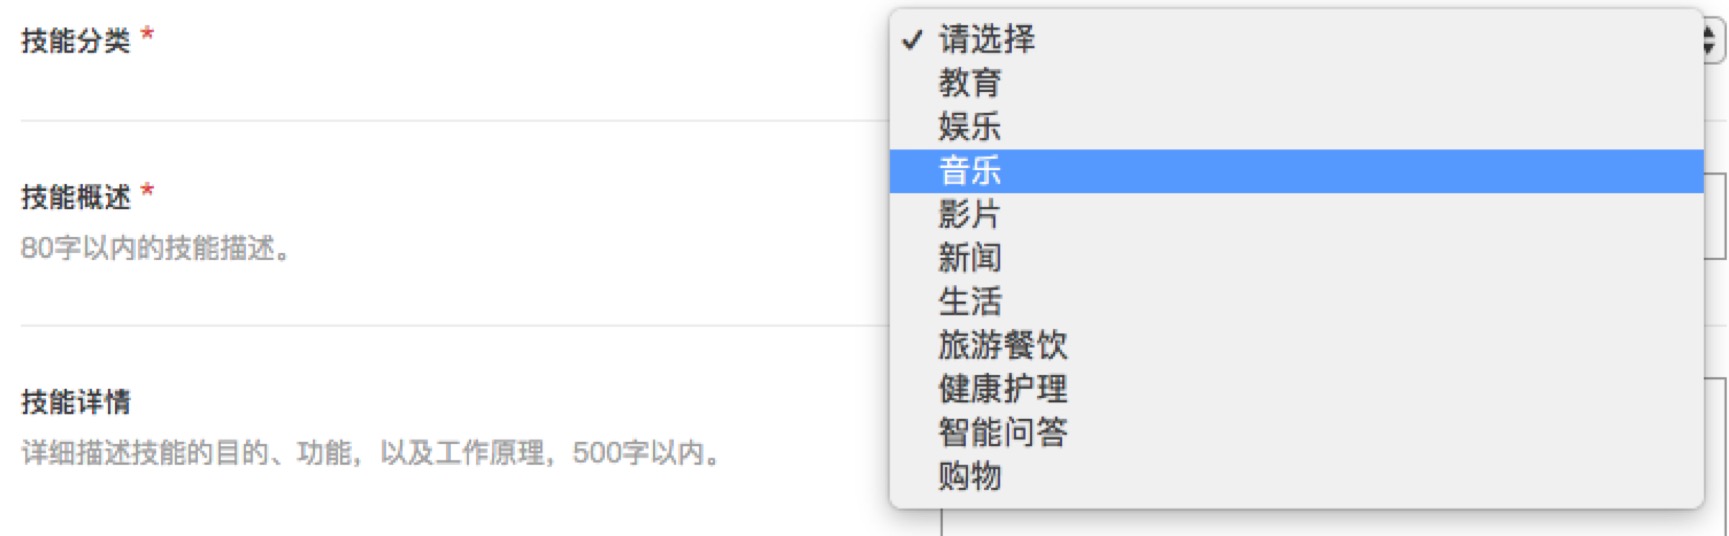 技能分类 *
✓ 请选择
教育
娱乐
音乐
影片
新闻
生活
旅游餐饮
健康护理
智能问答
购物
技能概述 *
80字以内的技能描述。
技能详情
详细描述技能的目的、功能，以及工作原理，500字以内。